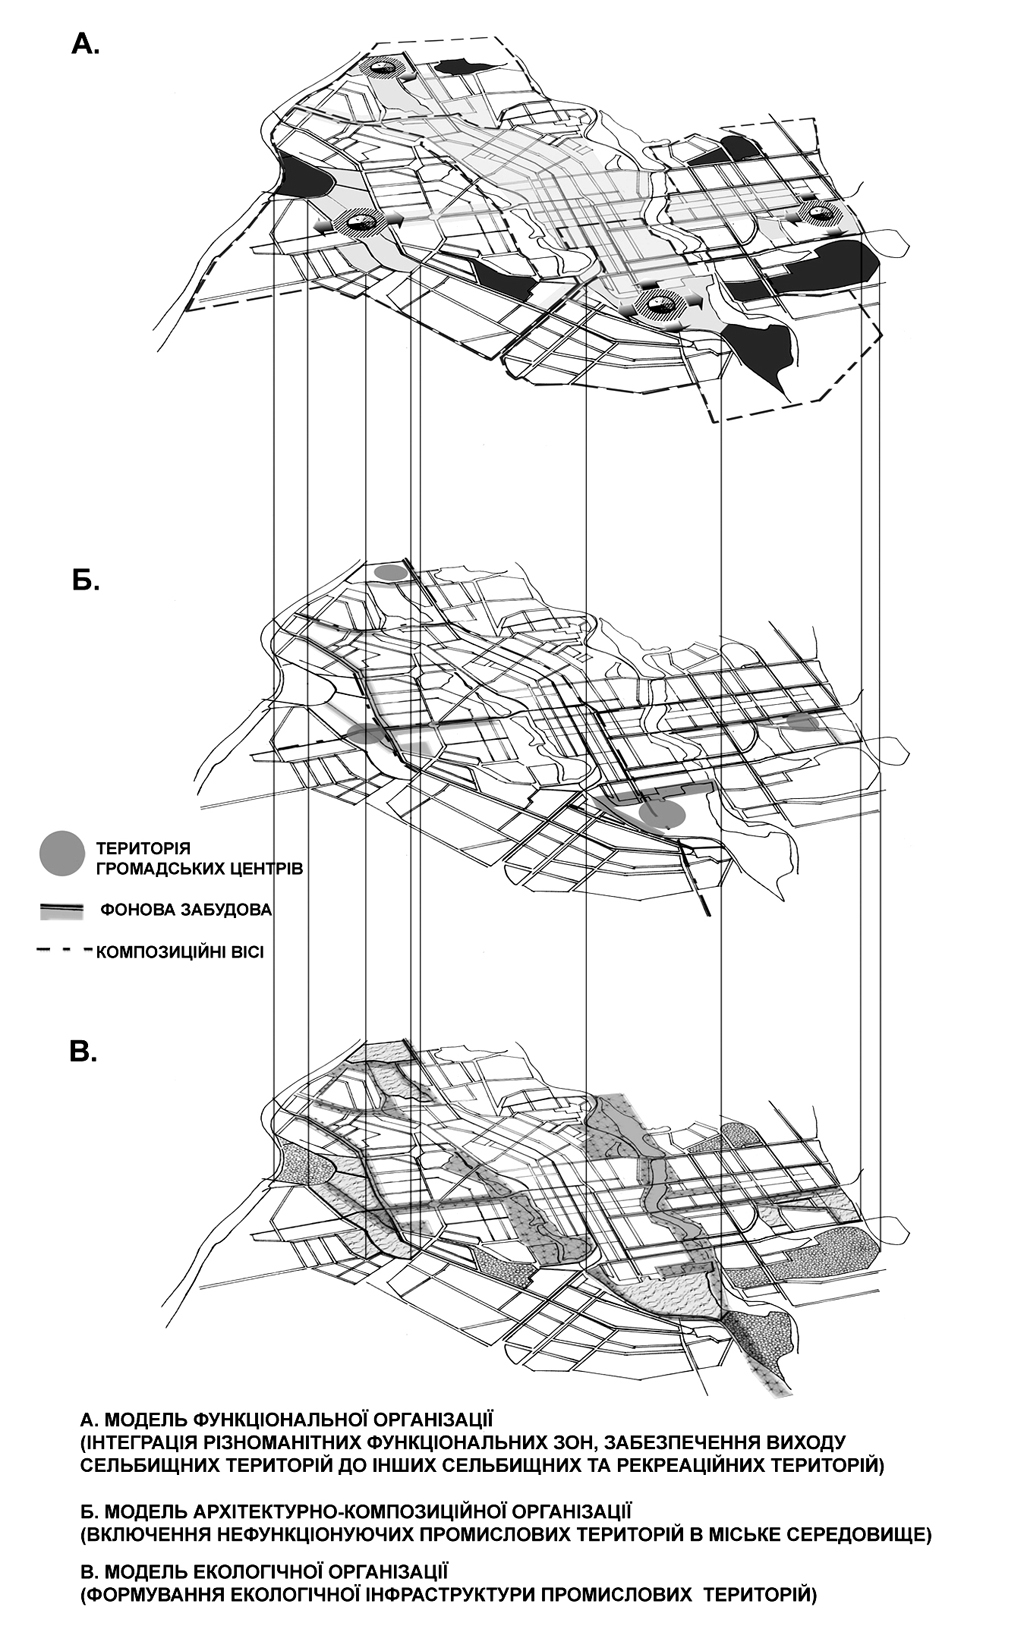 А.
Б.
ТЕРИТОРІЯ
ГРОМАДСЬКИХ ЦЕНТРІВ
ФОНОВА ЗАБУДОВА
КОМПОЗИЦІЙНІ ВІСІ
В.
А. МОДЕЛЬ ФУНКЦІОНАЛЬНОЇ ОРГАНІЗАЦІЇ
(ІНТЕГРАЦІЯ РІЗНОМАНІТНИХ ФУНКЦІОНАЛЬНИХ ЗОН, ЗАБЕЗПЕЧЕННЯ ВИХОДУ
СЕЛЬБИЩНИХ ТЕРИТОРІЙ ДО ІНШИХ СЕЛЬБИЩНИХ ТА РЕКРЕАЦІЙНИХ ТЕРИТОРІЙ)
Б. МОДЕЛЬ АРХІТЕКТУРНО-КОМПОЗИЦІЙНОЇ ОРГАНІЗАЦІЇ
(ВКЛЮЧЕННЯ НЕФУНКЦІОНУЮЧИХ ПРОМИСЛОВИХ ТЕРИТОРІЙ В МІСЬКЕ СЕРЕДОВИЩЕ)
В. МОДЕЛЬ ЕКОЛОГІЧНОЇ ОРГАНІЗАЦІЇ
(ФОРМУВАННЯ ЕКОЛОГІЧНОЇ ІНФРАСТРУКТУРИ ПРОМИСЛОВИХ ТЕРИТОРІЙ)